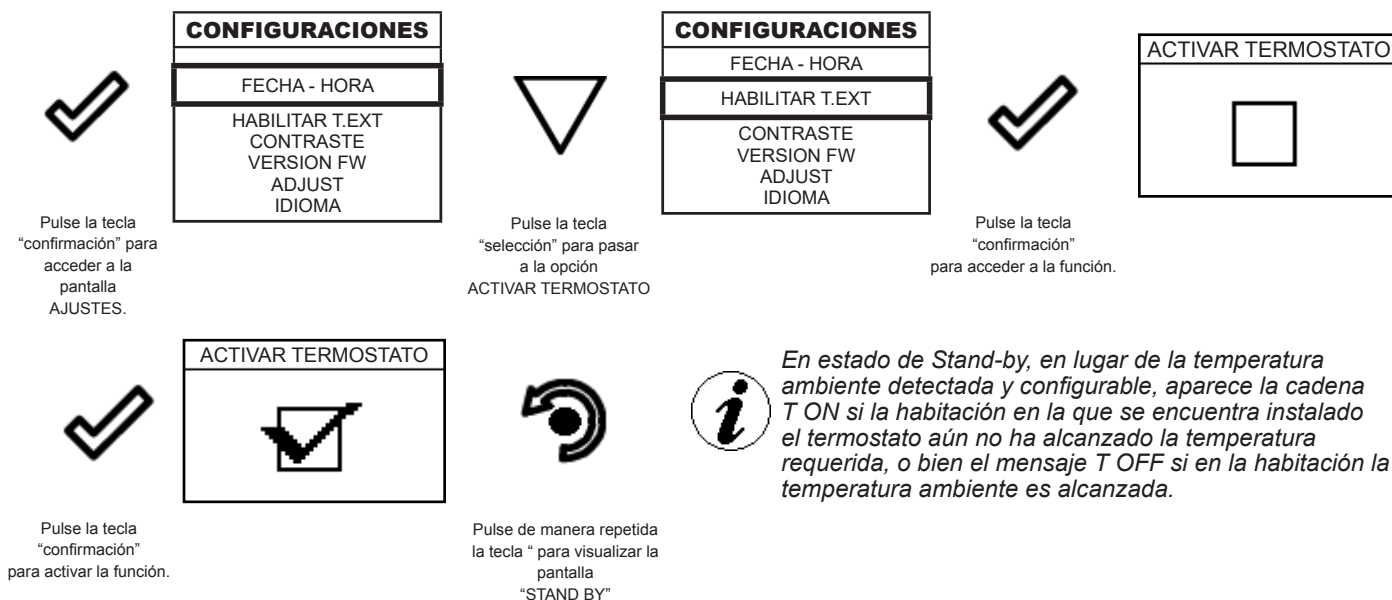 CONFIGURACIONES
FECHA - HORA
HABILITAR T.EXT
CONTRASTE
VERSION FW
ADJUST
IDIOMA
Pulse la tecla
“confirmación” para
acceder a la
pantalla
AJUSTES.
Pulse la tecla
“selección” para pasar
a la opción
ACTIVAR TERMOSTATO
CONFIGURACIONES
FECHA - HORA
HABILITAR T.EXT
CONTRASTE
VERSION FW
ADJUST
IDIOMA
Pulse la tecla
“confirmación”
para acceder a la función.
ACTIVAR TERMOSTATO
Pulse la tecla
“confirmación”
para activar la función.
ACTIVAR TERMOSTATO
Pulse de manera repetida
la tecla “ para visualizar la
pantalla
“STAND BY”
i
En estado de Stand-by, en lugar de la temperatura
ambiente detectada y configurable, aparece la cadena
T ON si la habitación en la que se encuentra instalado
el termostato aún no ha alcanzado la temperatura
requerida, o bien el mensaje T OFF si en la habitación la
temperatura ambiente es alcanzada.